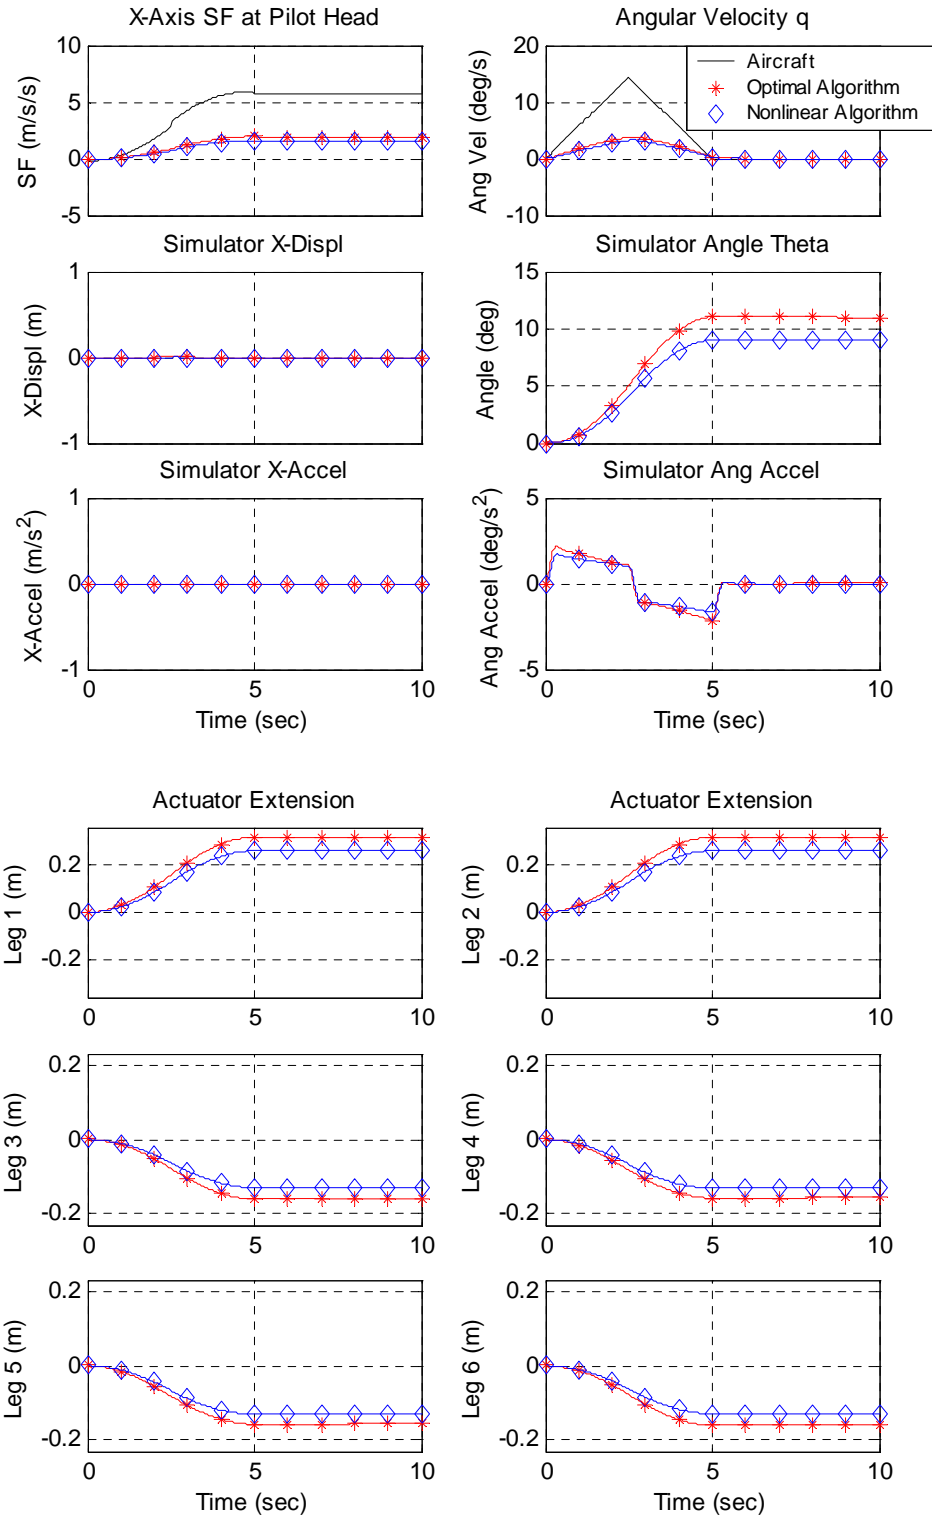 X-Axis SF at Pilot Head
Angular Velocity q
10
5
0
-5
SF (m/s/s)
20
10
0
-10
Ang Vel (deg/s)
Aircraft
Optimal Algorithm
Nonlinear Algorithm
Simulator X-Displ
Simulator Angle Theta
1
0
-1
X-Displ (m)
15
10
5
0
Angle (deg)
Simulator X-Accel
Simulator Ang Accel
1
0
-1
X-Accel (m/s²)
5
0
-5
Ang Accel (deg/s²)
0 5 10
0 5 10
Time (sec)
Time (sec)
Actuator Extension
Actuator Extension
0.2
0
-0.2
Leg 1 (m)
0.2
0
-0.2
Leg 2 (m)
0 5 10
0 5 10
0.2
0
-0.2
Leg 3 (m)
0.2
0
-0.2
Leg 4 (m)
0 5 10
0 5 10
0.2
0
-0.2
Leg 5 (m)
0.2
0
-0.2
Leg 6 (m)
0 5 10
0 5 10
Time (sec)
Time (sec)